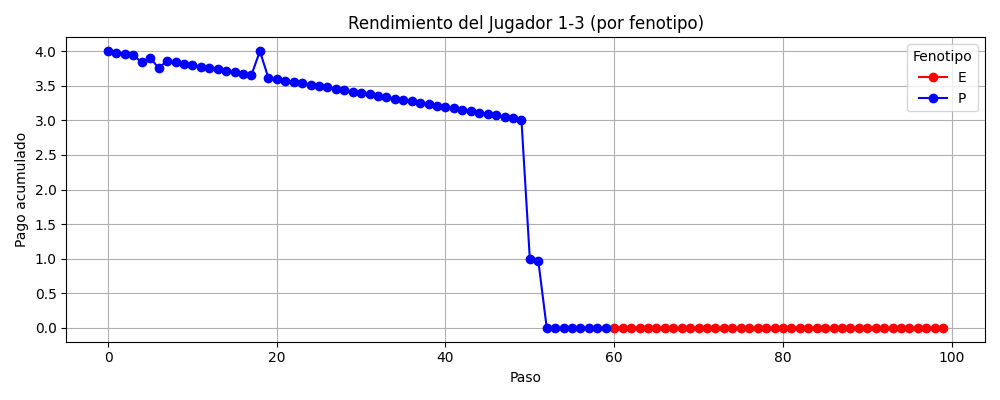 Rendimiento del Jugador 1-3 (por fenotipo)
Pago acumulado
4.0
3.5
3.0
2.5
2.0
1.5
1.0
0.5
0.0
Fenotipo
E
P
0 20 40 60 80 100
Paso